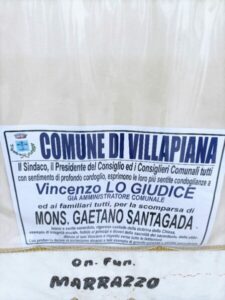 COMUNE DI VILLAPIANA
Il Sindaco, il Presidente del Consiglio ed i Consiglieri Comunali tutti
con sentimento di profondo cordoglio, esprimono le loro più sentite condoglianze a
Vincenzo LO GIUDICE
GIÀ AMMINISTRATORE COMUNALE
ed ai familiari tutti, per la scomparsa di
MONS. GAETANO SANTAGADA
On. Fun.
MARRAZZO